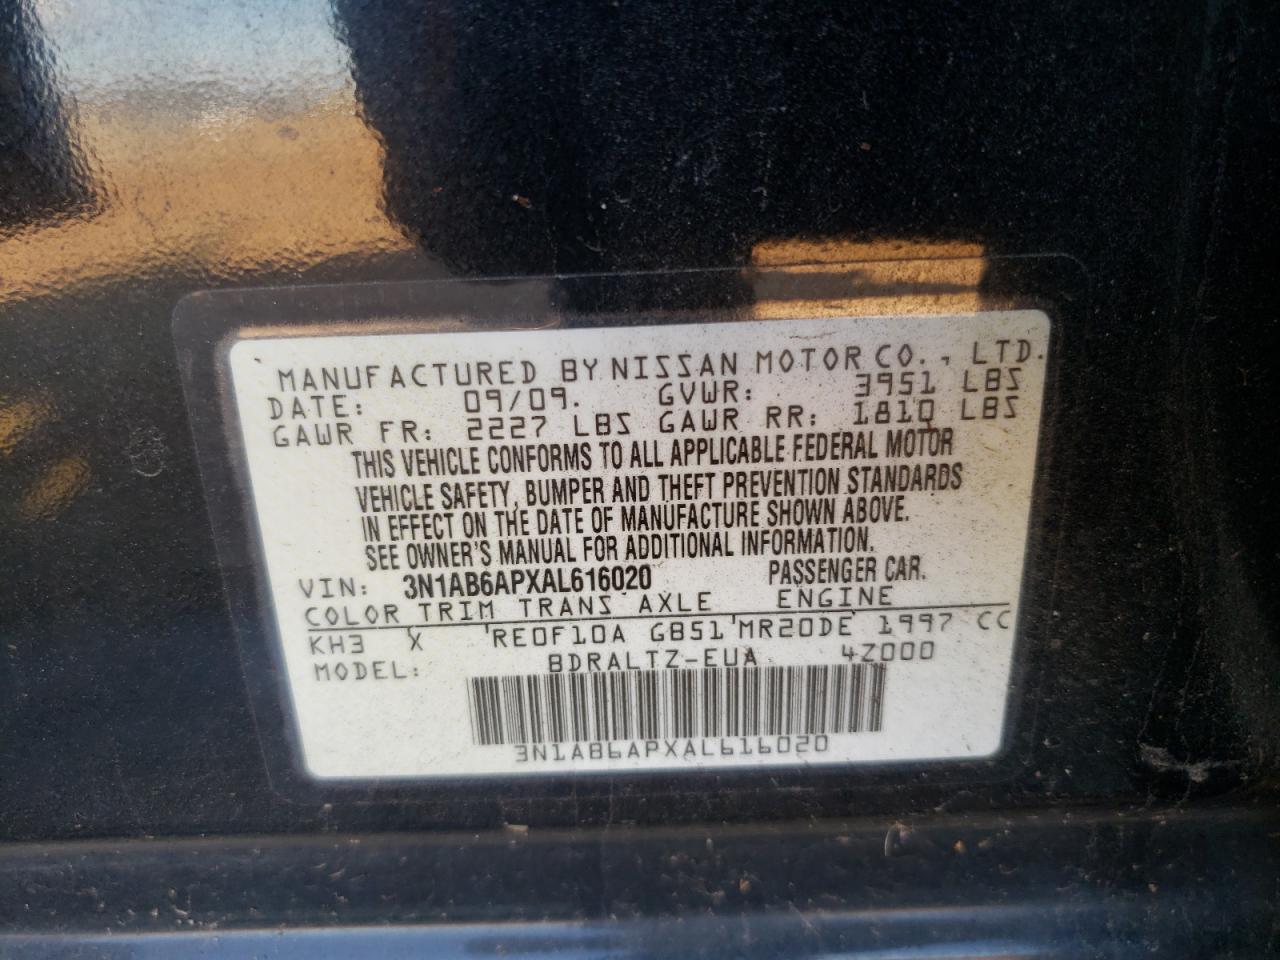 MANUFACTURED BY NISSAN MOTOR CO., LTD.
DATE: 09/09. GVWR: 3951 LBS
GAWR FR: 2227 LBS GAWR RR: 1810 LBS
THIS VEHICLE CONFORMS TO ALL APPLICABLE FEDERAL MOTOR
VEHICLE SAFETY, BUMPER AND THEFT PREVENTION STANDARDS
IN EFFECT ON THE DATE OF MANUFACTURE SHOWN ABOVE.
SEE OWNER'S MANUAL FOR ADDITIONAL INFORMATION.
VIN: 3N1AB6APXAL616020 PASSENGER CAR.
COLOR TRIM TRANS AXLE ENGINE
KH3 X 'RE0F10A GB51'MR20DE 1997 CC
MODEL: BDRALTZ-EUA 4Z000
3N1AB6APXAL616020